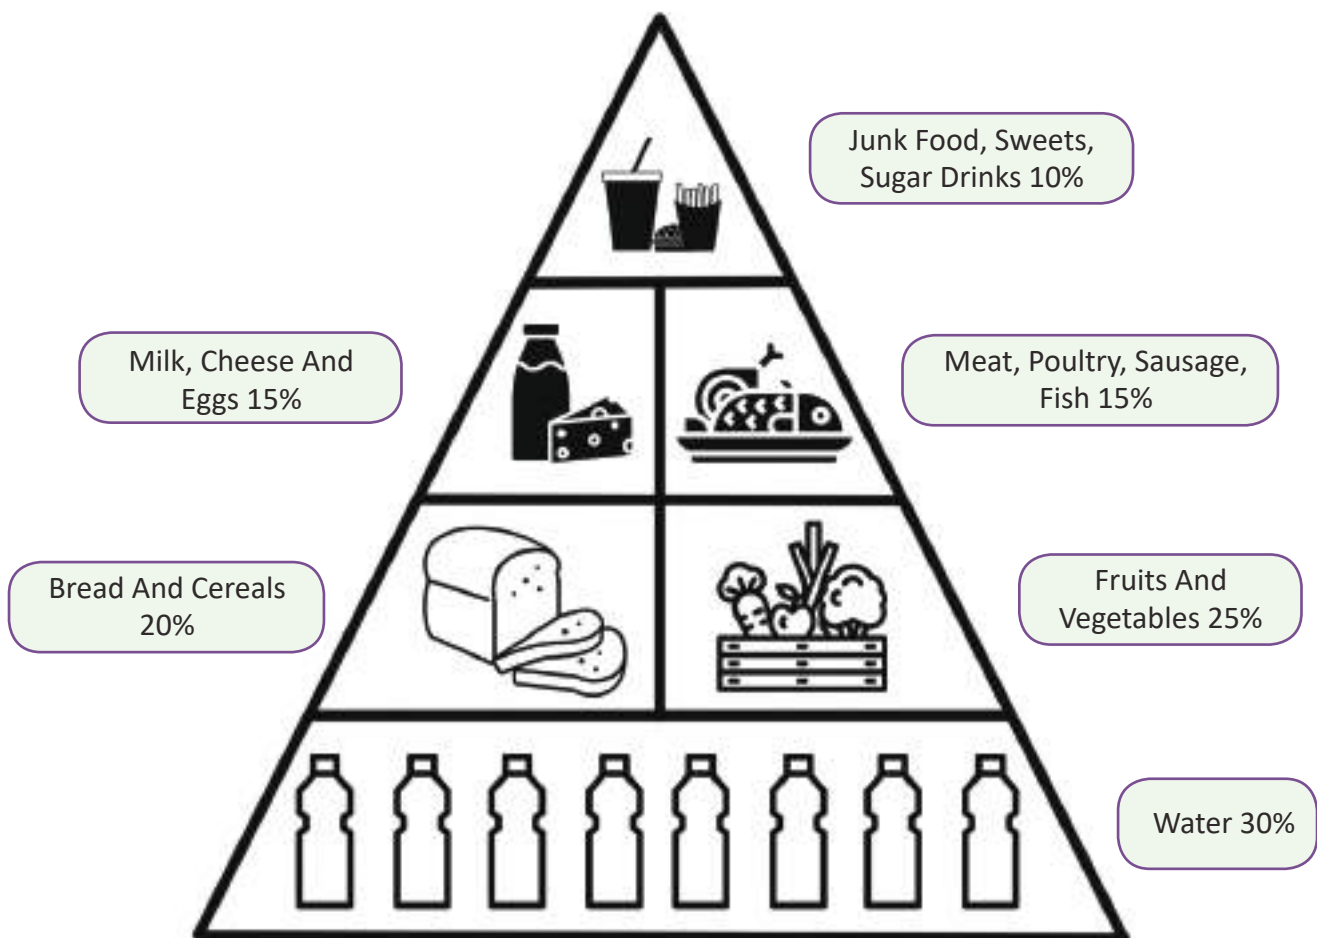 Junk Food, Sweets,
Sugar Drinks 10%
Milk, Cheese And
Eggs 15%
Meat, Poultry, Sausage,
Fish 15%
Bread And Cereals
20%
Fruits And
Vegetables 25%
Water 30%